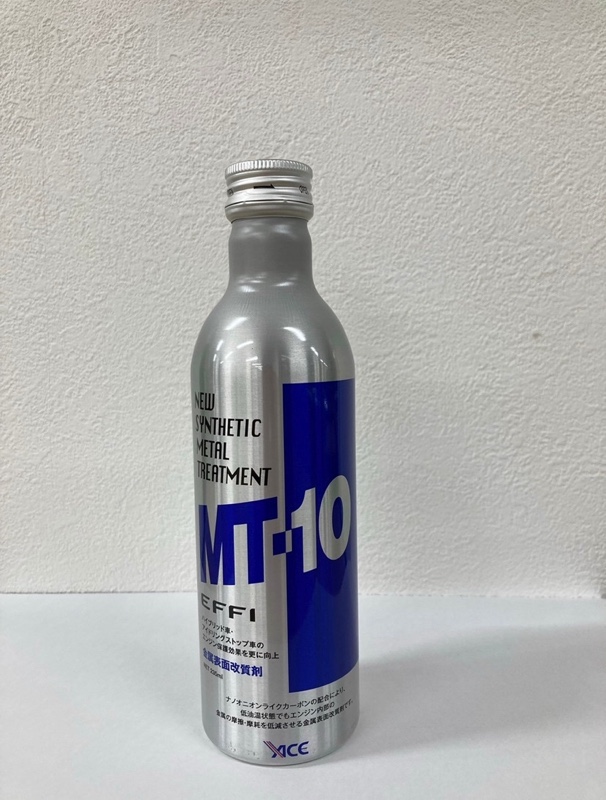 NEW
SYNTHETIC
METAL
TREATMENT
MT-10
EFFI
ハイブリッド車・
アイドリングストップ車の
エンジン保護効果を更に向上
金属表面改質剤
ナノオニオンライクカーボンの配合により、
低油温状態でもエンジン内部の
金属の摩擦・摩耗を低減させる金属表面改質剤です。
XACE